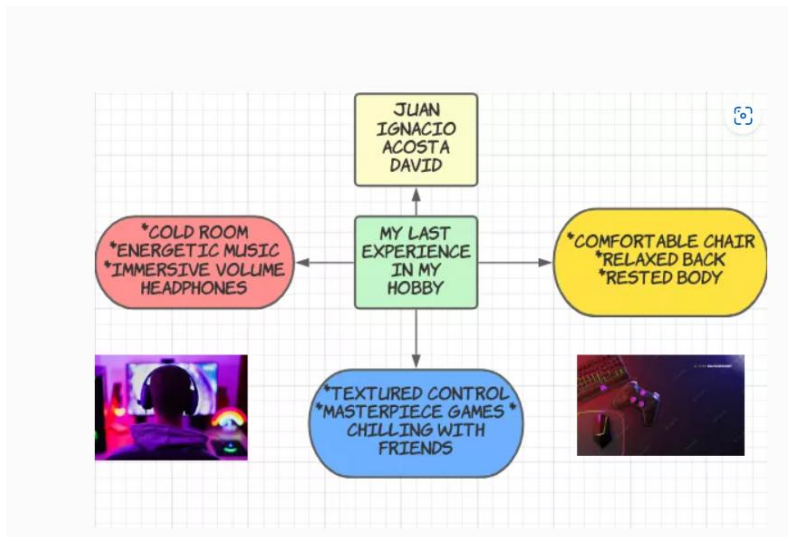 JUAN
IGNACIO
ACOSTA
DAVID
MY LAST
EXPERIENCE
IN MY
HOBBY
*COLD ROOM
*ENERGETIC MUSIC
*IMMERSIVE VOLUME
HEADPHONES
*COMFORTABLE CHAIR
*RELAXED BACK
*RESTED BODY
*TEXTURED CONTROL
*MASTERPIECE GAMES *
CHILLING WITH
FRIENDS